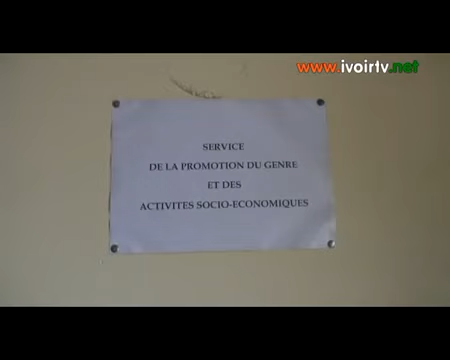 www.ivoirtv.net
SERVICE
DE LA PROMOTION DU GENRE
ET DES
ACTIVITES SOCIO-ECONOMIQUES